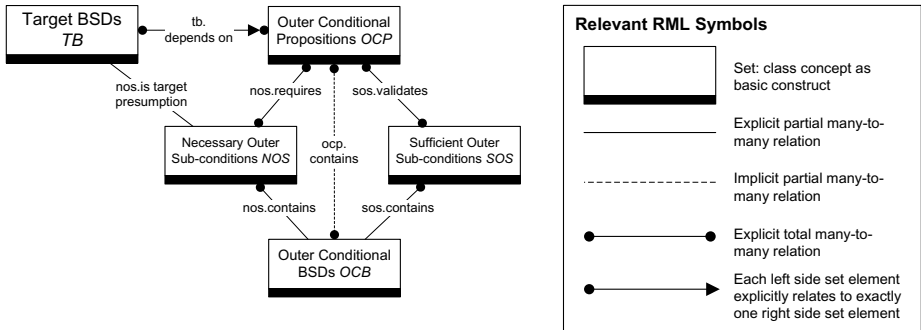 Target BSDs
TB
tb.
depends on
Outer Conditional
Propositions OCP
nos.is target
presumption
nos.requires
sos.validates
Necessary Outer
Sub-conditions NOS
ocp.
contains
Sufficient Outer
Sub-conditions SOS
nos.contains
sos.contains
Outer Conditional
BSDs OCB
Relevant RML Symbols
Set: class concept as
basic construct
Explicit partial many-to-
many relation
Implicit partial many-to-
many relation
Explicit total many-to-
many relation
Each left side set element
explicitly relates to exactly
one right side set element